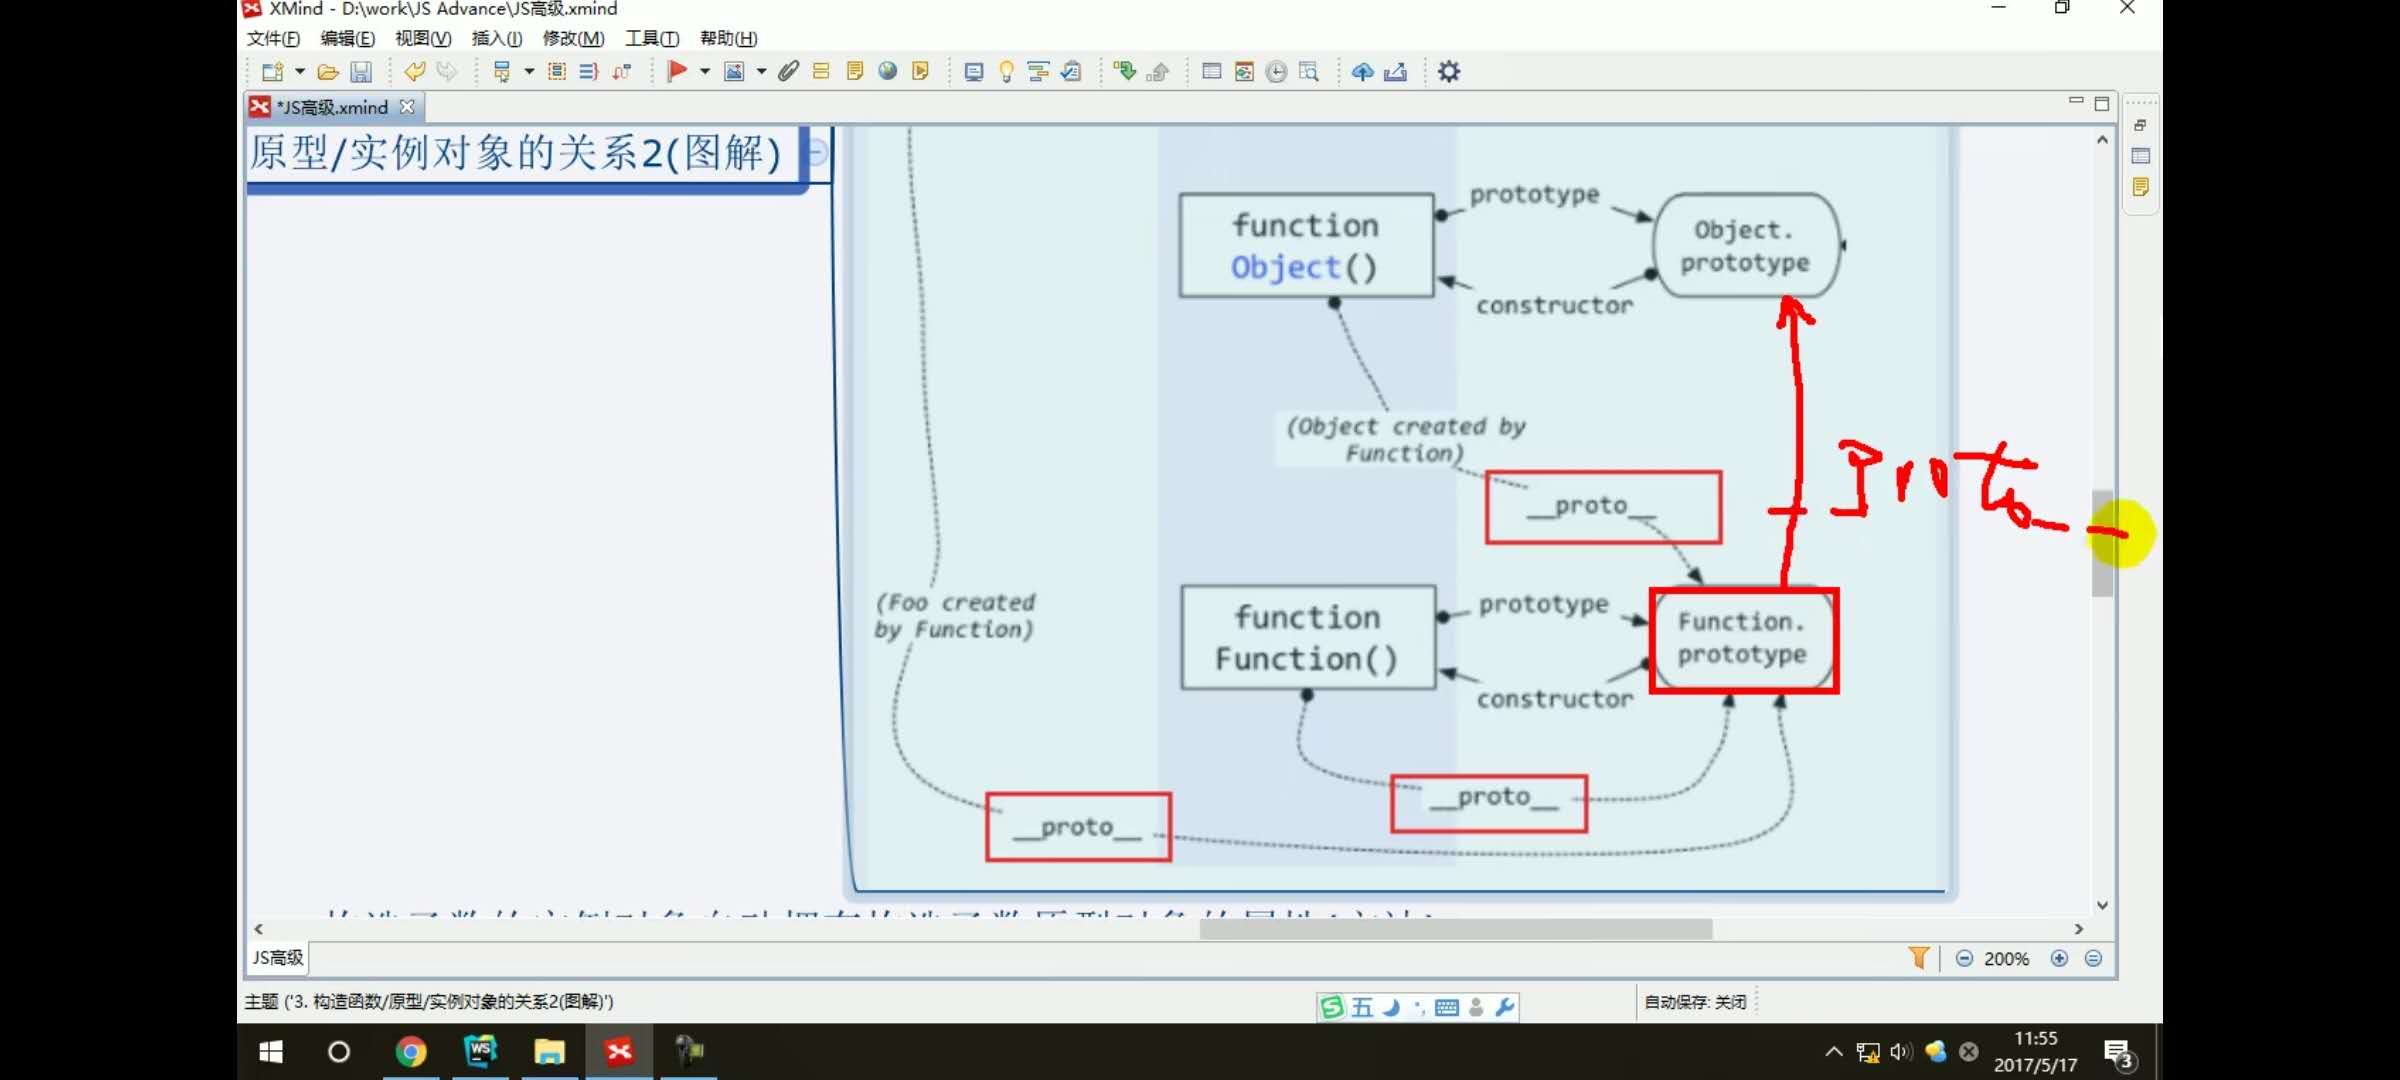 XMind - D:\work\JS Advance\JS高级.xmind
文件(F) 编辑(E) 视图(V) 插入(I) 修改(M) 工具(T) 帮助(H)
*JS高级.xmind
原型/实例对象的关系2(图解)
function
Object()
prototype
constructor
Object.
prototype
(Object created by
Function)
__proto__
proto__
(Foo created
by Function)
function
Function()
prototype
constructor
Function.
prototype
__proto__
__proto__
JS高级
200%
主题 ('3. 构造函数/原型/实例对象的关系2(图解)')
五
自动保存: 关闭
WS
11:55
2017/5/17
3